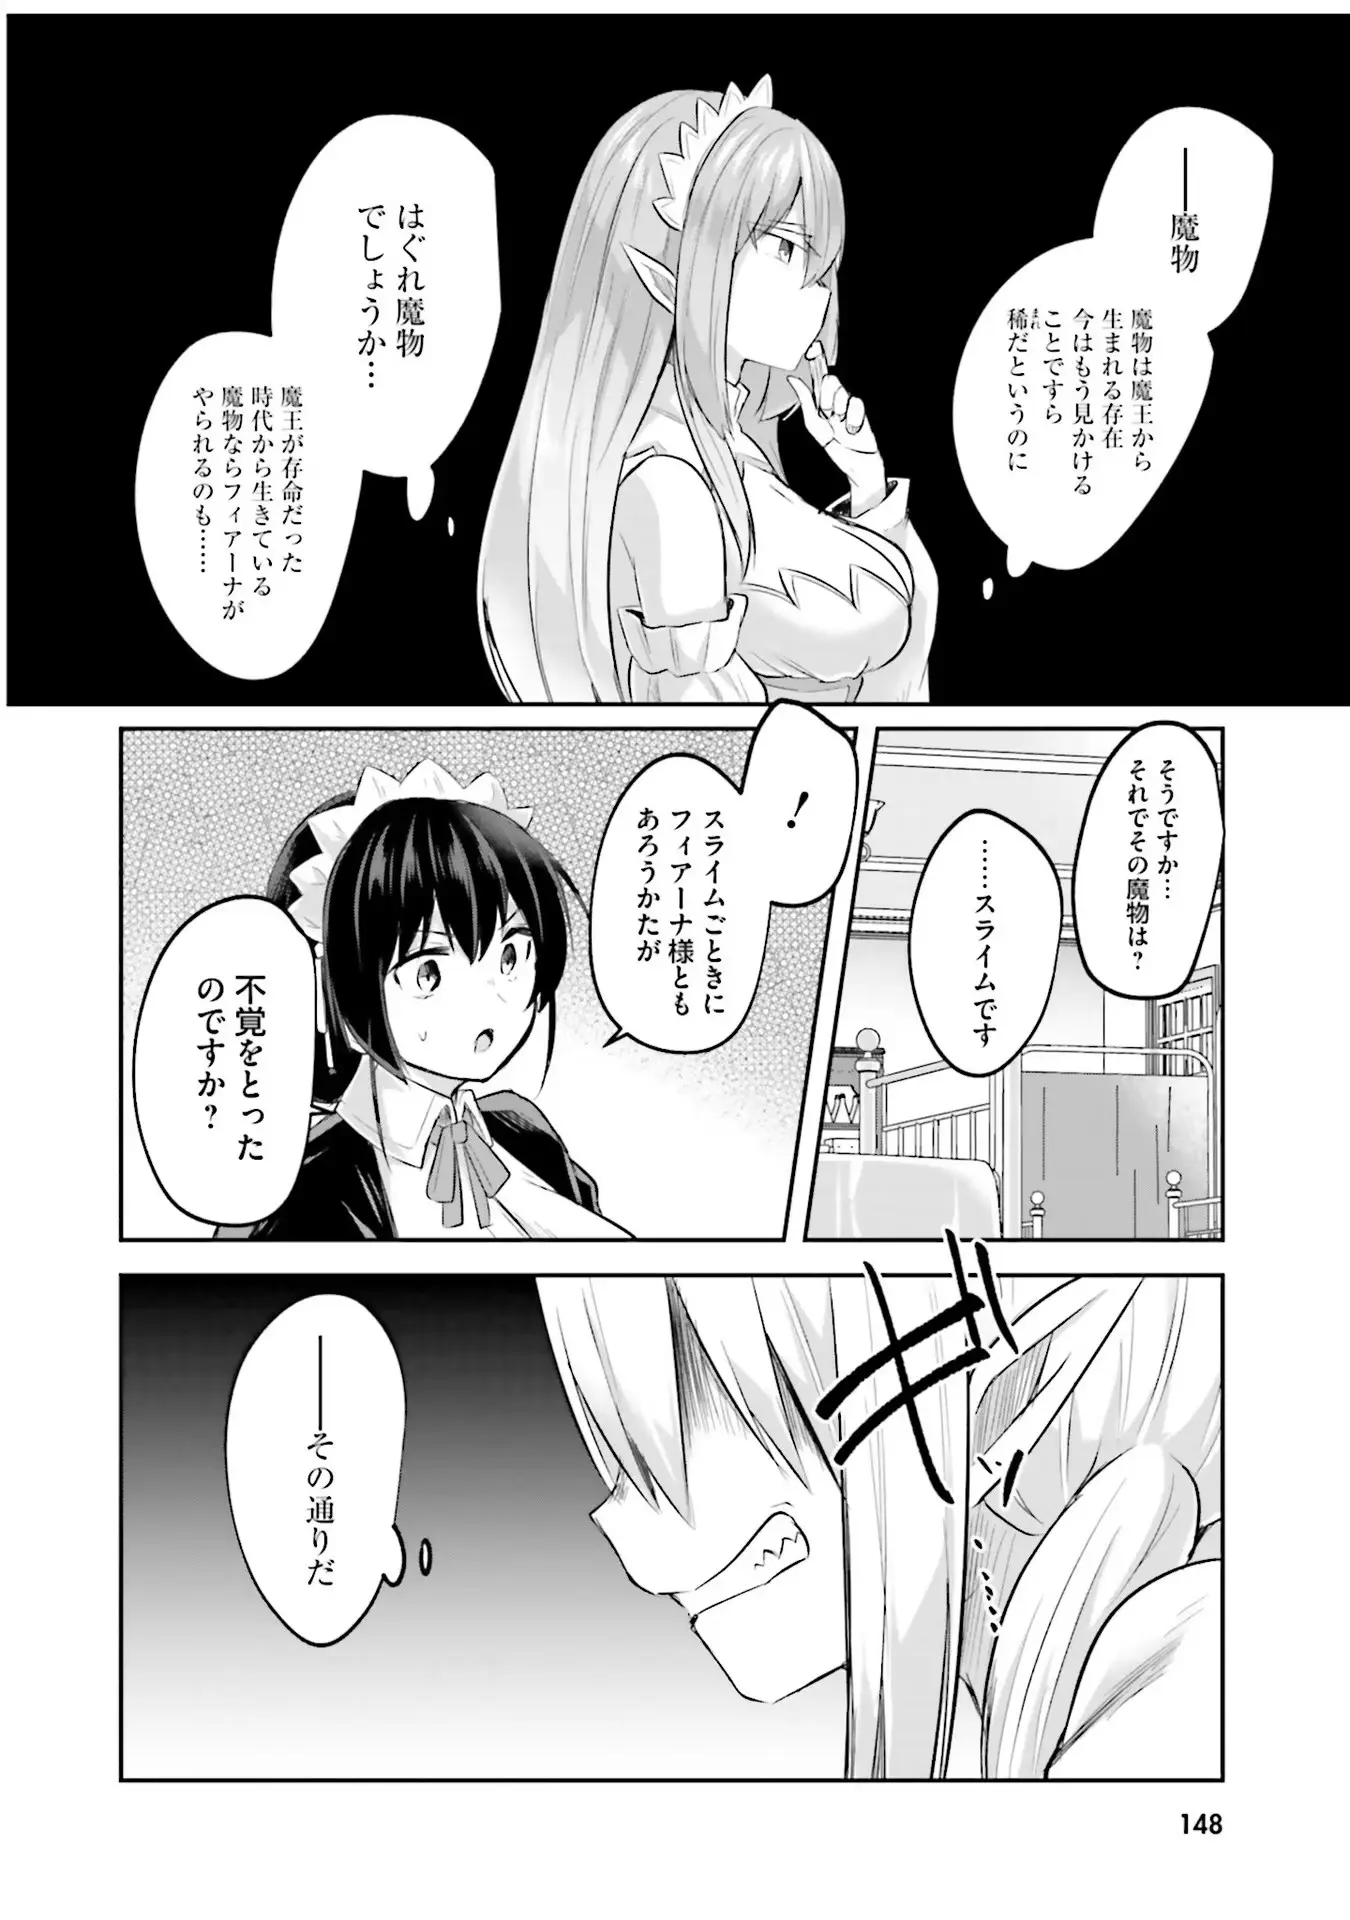 ――魔物
魔物は魔王から
生まれる存在
今はもう見かける
ことですら
稀だというのに
まれ
はぐれ魔物
でしょうか…
魔王が存命だった
時代から生きている
魔物ならフィアーナが
やられるのも……
そうですか…
それでその魔物は?
……スライムです
!
スライムごときに
フィアーナ様とも
あろうかたが
不覚をとった
のですか?
ギ
――その通りだ
148